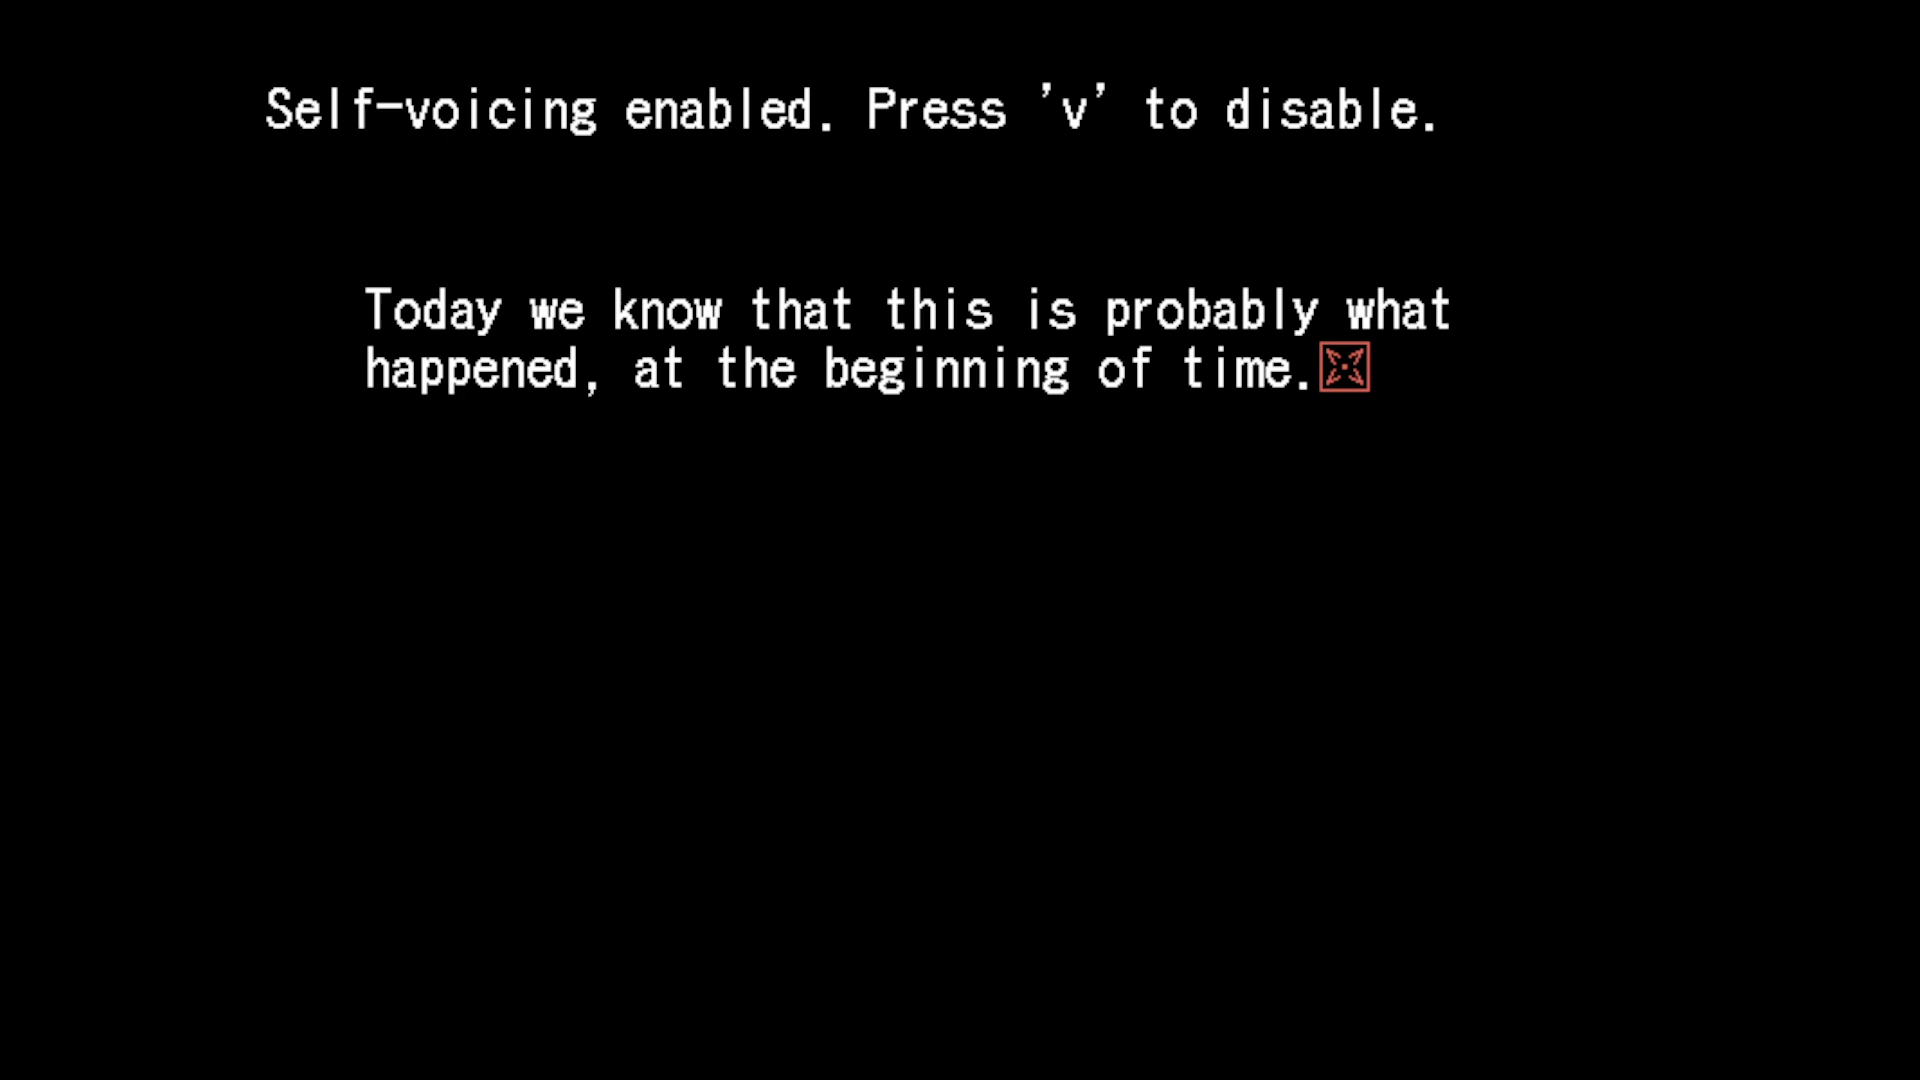 Self-voicing enabled. Press 'v' to disable.
Today we know that this is probably what
happened, at the beginning of time.